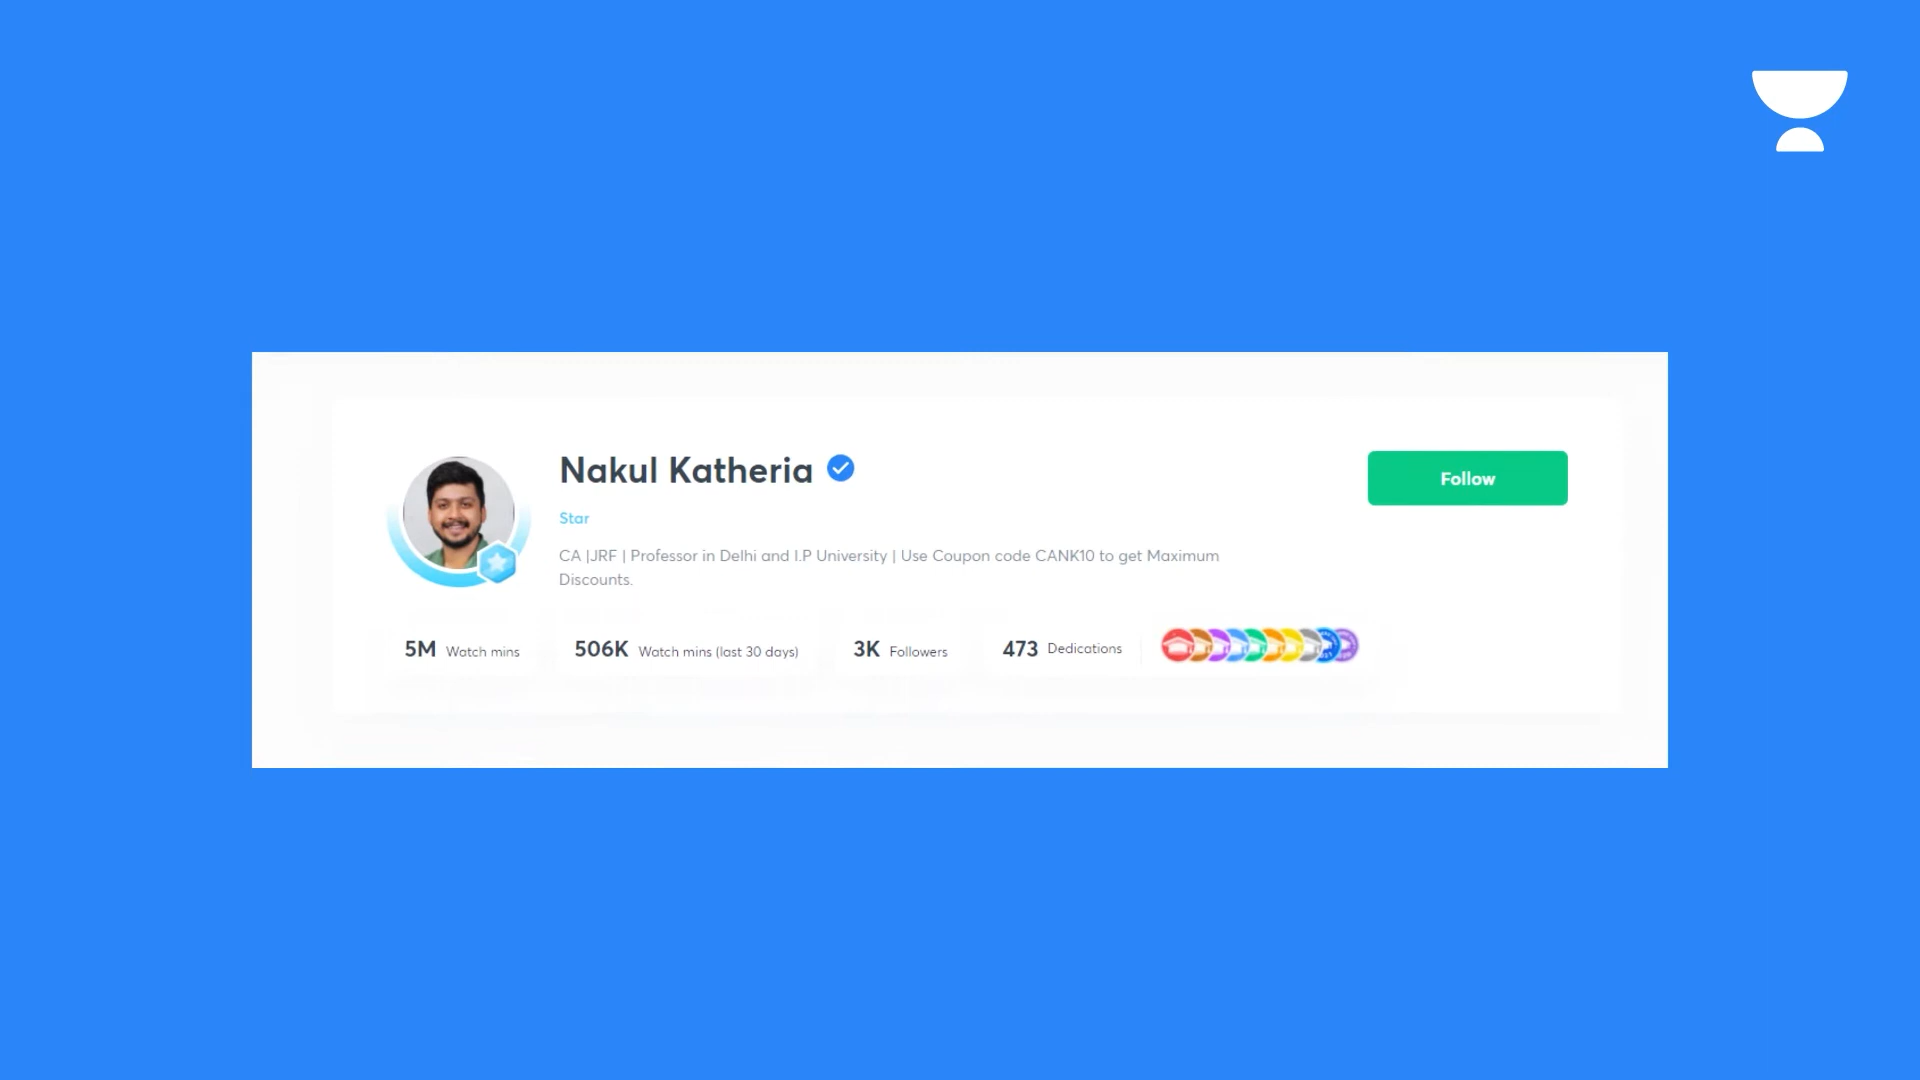 Nakul Katheria
Follow
Star
CA |JRF | Professor in Delhi and I.P University | Use Coupon code CANK10 to get Maximum
Discounts.
5M Watch mins 506K Watch mins (last 30 days) 3K Followers 473 Dedications